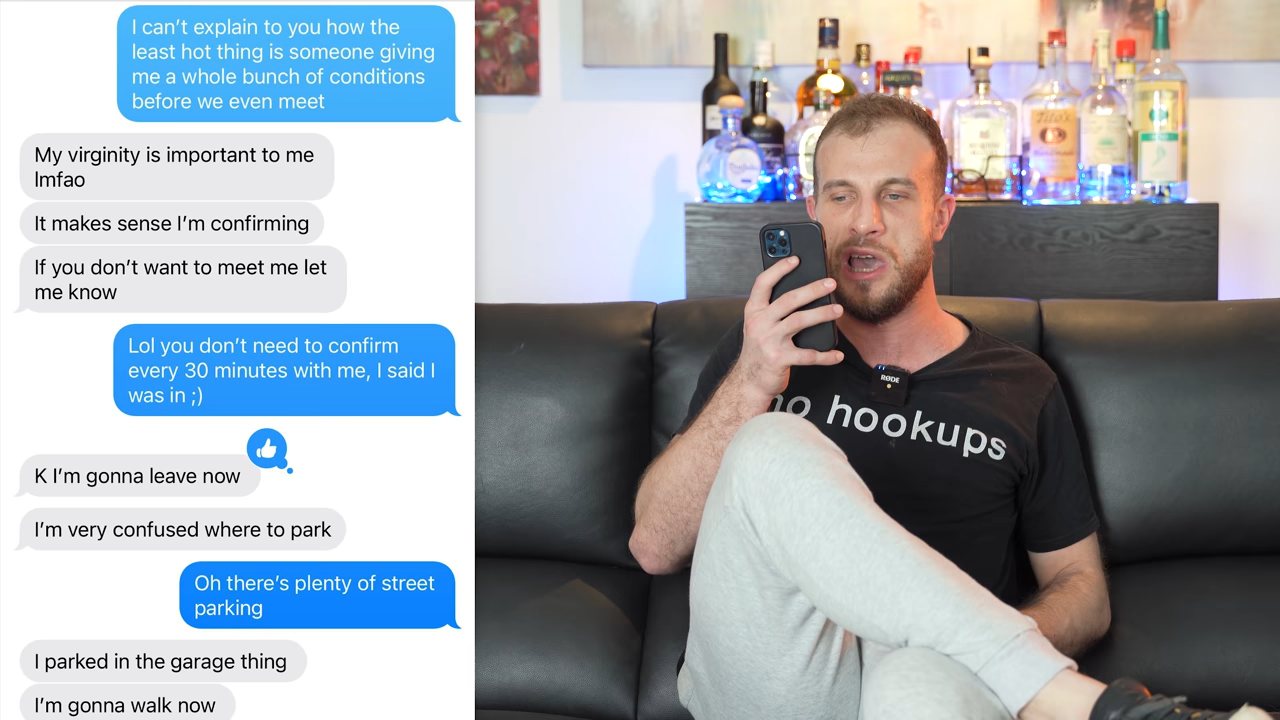 I can’t explain to you how the
least hot thing is someone giving
me a whole bunch of conditions
before we even meet
My virginity is important to me
lmfao
It makes sense I’m confirming
If you don’t want to meet me let
me know
Lol you don’t need to confirm
every 30 minutes with me, I said I
was in ;)
K I’m gonna leave now
I’m very confused where to park
Oh there’s plenty of street
parking
I parked in the garage thing
I’m gonna walk now
Tito's
RØDE
no hookups